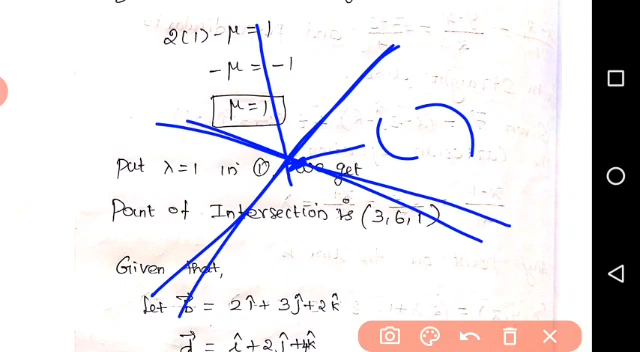 2(1) - μ = 1
- μ = -1
μ = 1
Put λ = 1 in ① we get
Point of Intersection is (3, 6, 1)
Given that,
Let b⃗ = 2î + 3ĵ + 2k̂
d⃗ = î + 2ĵ + 4k̂